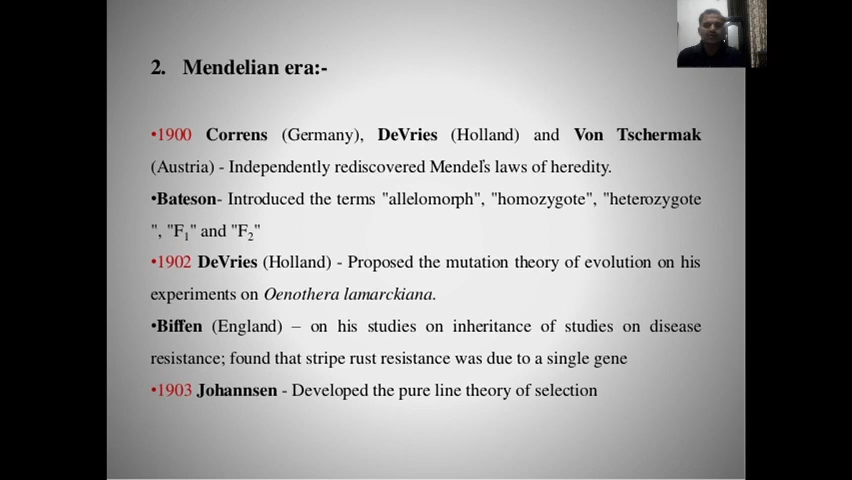 2. Mendelian era:-
•1900 Correns (Germany), DeVries (Holland) and Von Tschermak
(Austria) - Independently rediscovered Mendel's laws of heredity.
•Bateson- Introduced the terms "allelomorph", "homozygote", "heterozygote
", "F₁" and "F₂"
•1902 DeVries (Holland) - Proposed the mutation theory of evolution on his
experiments on Oenothera lamarckiana.
•Biffen (England) – on his studies on inheritance of studies on disease
resistance; found that stripe rust resistance was due to a single gene
•1903 Johannsen - Developed the pure line theory of selection